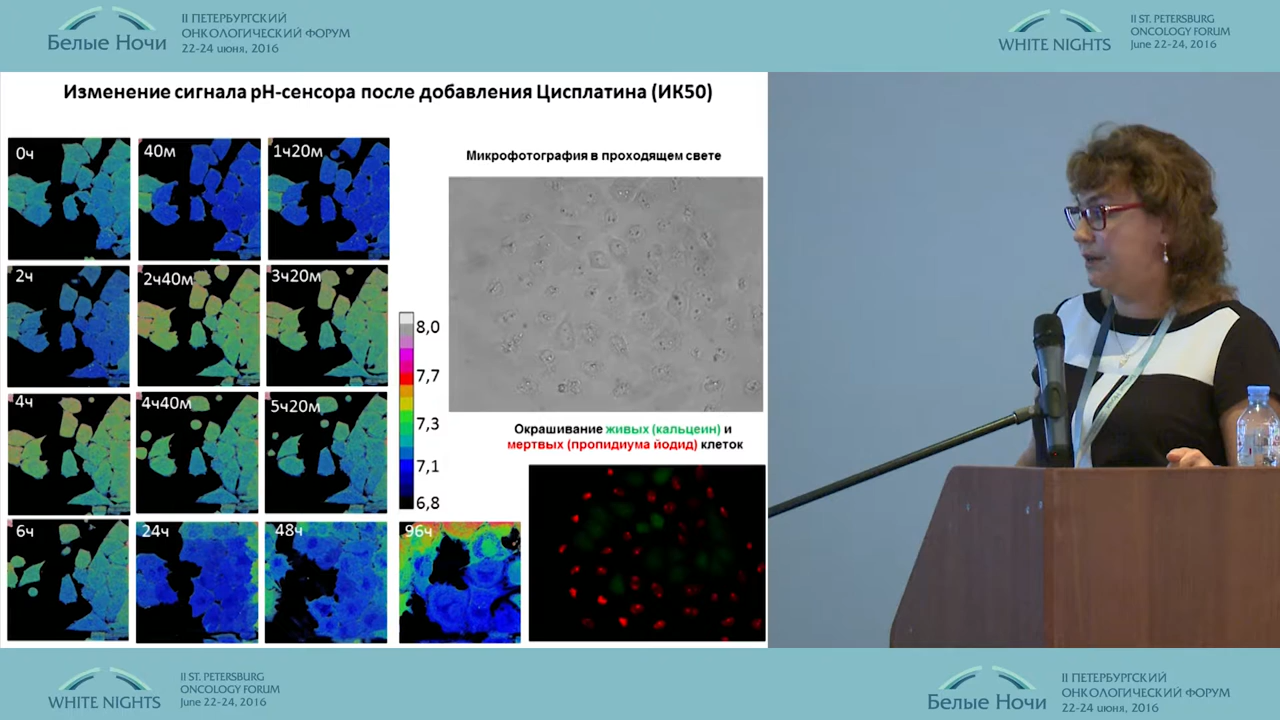 Белые Ночи
II ПЕТЕРБУРГСКИЙ
ОНКОЛОГИЧЕСКИЙ ФОРУМ
22-24 июня, 2016
WHITE NIGHTS
II ST. PETERSBURG
ONCOLOGY FORUM
June 22-24, 2016
Изменение сигнала pH-сенсора после добавления Цисплатина (ИК50)
0ч
40м
1ч20м
2ч
2ч40м
3ч20м
4ч
4ч40м
5ч20м
6ч
24ч
48ч
96ч
8,0
7,7
7,3
7,1
6,8
Микрофотография в проходящем свете
Окрашивание живых (кальцеин) и
мертвых (пропидиума йодид) клеток
WHITE NIGHTS
II ST. PETERSBURG
ONCOLOGY FORUM
June 22-24, 2016
Белые Ночи
II ПЕТЕРБУРГСКИЙ
ОНКОЛОГИЧЕСКИЙ ФОРУМ
22-24 июня, 2016